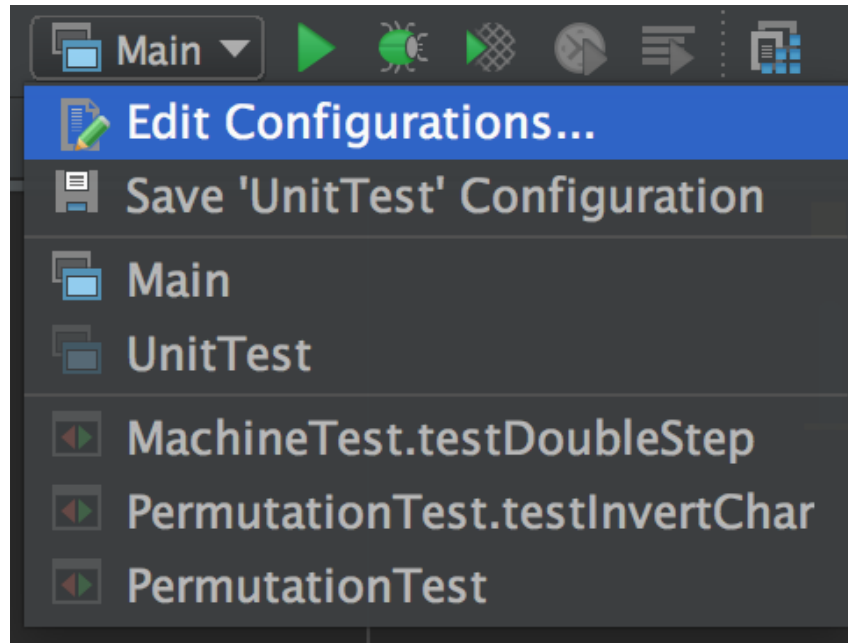 Main
Edit Configurations...
Save 'UnitTest' Configuration
Main
UnitTest
MachineTest.testDoubleStep
PermutationTest.testInvertChar
PermutationTest